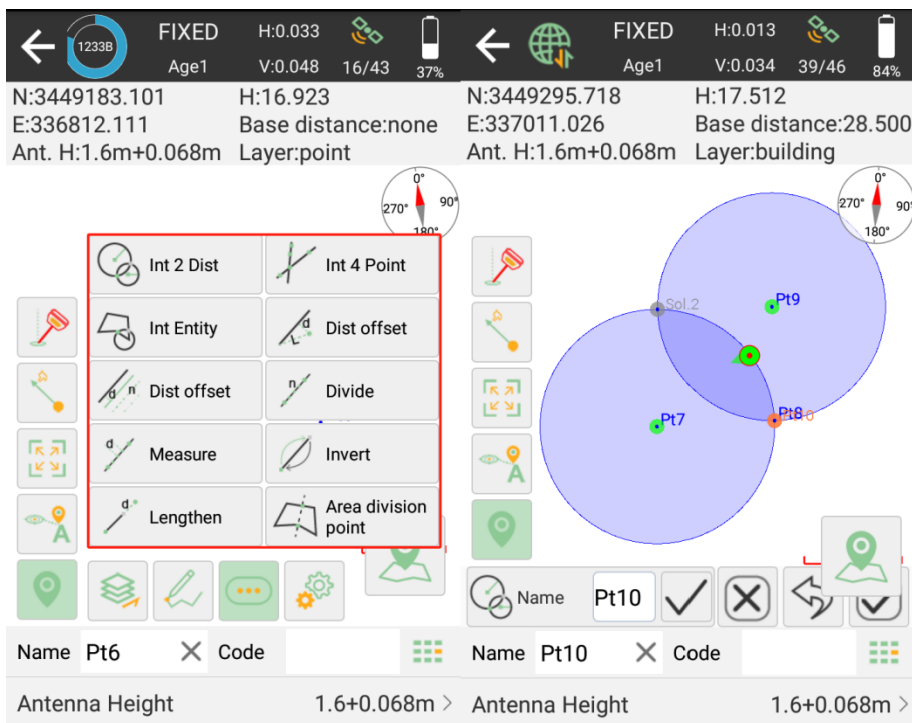 1233B
FIXED
H:0.033
Age1
V:0.048
16/43
37%
N:3449183.101
H:16.923
E:336812.111
Base distance:none
Ant. H:1.6m+0.068m
Layer:point
0°
270°
90°
180°
Int 2 Dist
Int 4 Point
Int Entity
Dist offset
Dist offset
Divide
Measure
Invert
Lengthen
Area division
point
Name
Pt6
Code
Antenna Height
1.6+0.068m
FIXED
H:0.013
Age1
V:0.034
39/46
84%
N:3449295.718
H:17.512
E:337011.026
Base distance:28.500
Ant. H:1.6m+0.068m
Layer:building
0°
270°
90°
180°
Sol.2
Pt9
Pt7
Pt8
Name
Pt10
Name
Pt10
Code
Antenna Height
1.6+0.068m